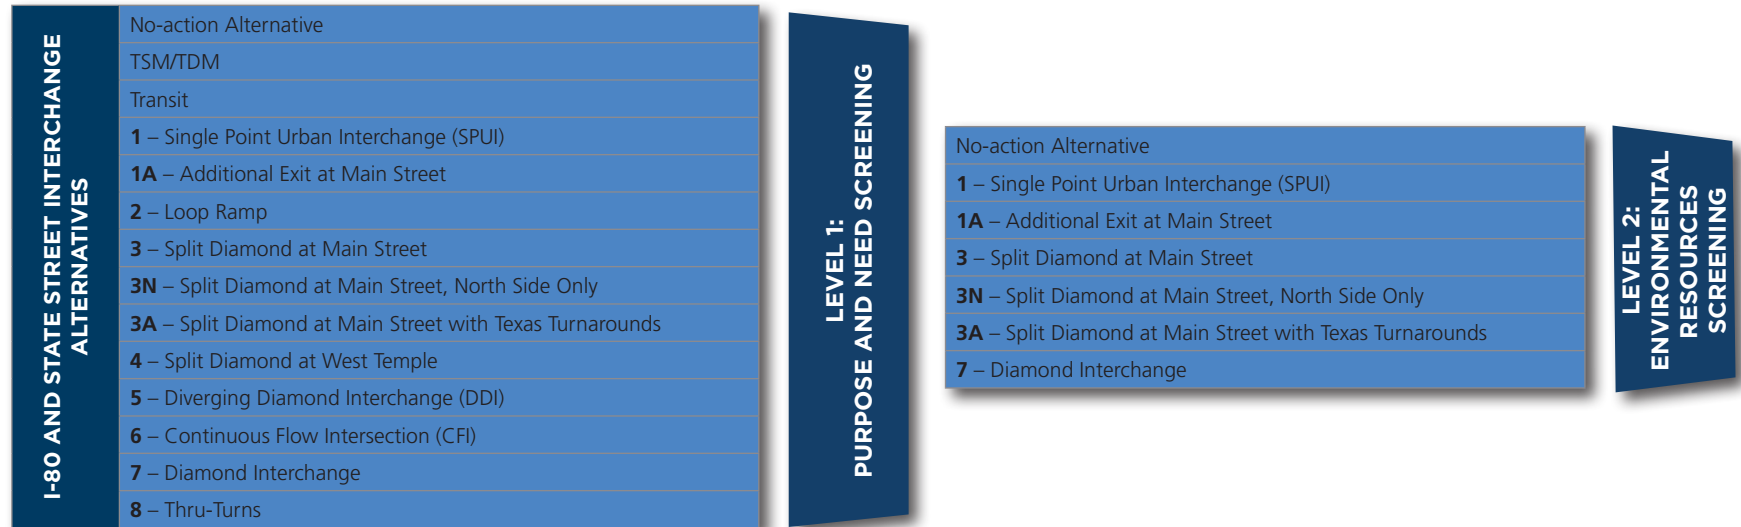 I-80 AND STATE STREET INTERCHANGE
ALTERNATIVES
No-action Alternative
TSM/TDM
Transit
1 – Single Point Urban Interchange (SPUI)
1A – Additional Exit at Main Street
2 – Loop Ramp
3 – Split Diamond at Main Street
3N – Split Diamond at Main Street, North Side Only
3A – Split Diamond at Main Street with Texas Turnarounds
4 – Split Diamond at West Temple
5 – Diverging Diamond Interchange (DDI)
6 – Continuous Flow Intersection (CFI)
7 – Diamond Interchange
8 – Thru-Turns
LEVEL 1:
PURPOSE AND NEED SCREENING
No-action Alternative
1 – Single Point Urban Interchange (SPUI)
1A – Additional Exit at Main Street
3 – Split Diamond at Main Street
3N – Split Diamond at Main Street, North Side Only
3A – Split Diamond at Main Street with Texas Turnarounds
7 – Diamond Interchange
LEVEL 2:
ENVIRONMENTAL
RESOURCES
SCREENING